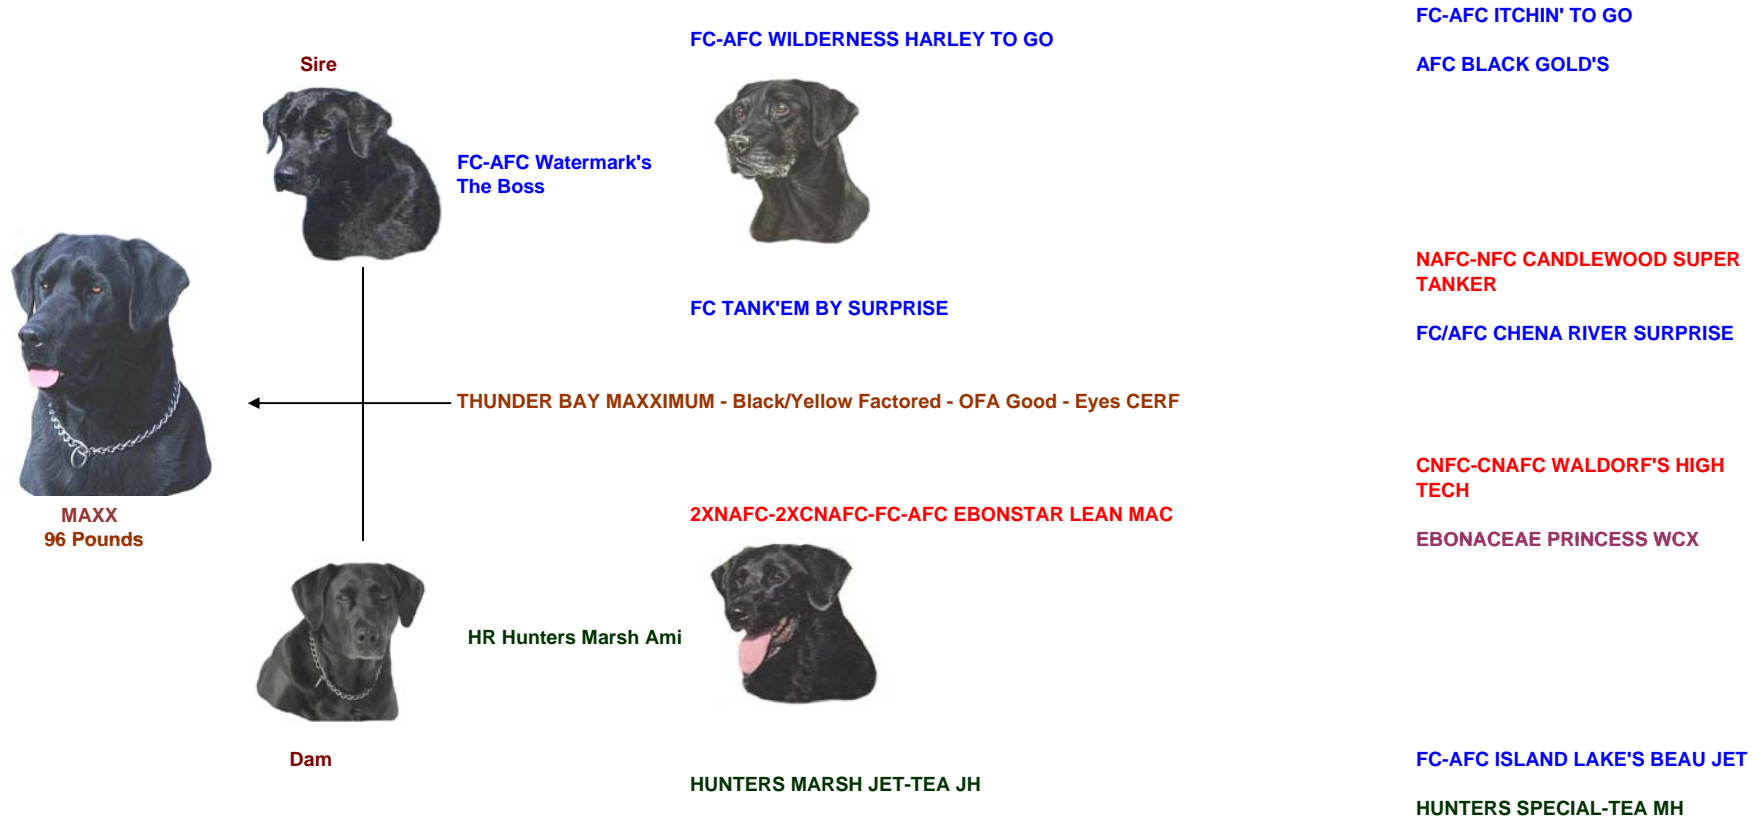 FC-AFC ITCHIN' TO GO
FC-AFC WILDERNESS HARLEY TO GO
Sire
AFC BLACK GOLD'S
FC-AFC Watermark's
The Boss
NAFC-NFC CANDLEWOOD SUPER
TANKER
FC TANK'EM BY SURPRISE
FC/AFC CHENA RIVER SURPRISE
THUNDER BAY MAXXIMUM - Black/Yellow Factored - OFA Good - Eyes CERF
CNFC-CNAFC WALDORF'S HIGH
TECH
MAXX
96 Pounds
2XNAFC-2XCNAFC-FC-AFC EBONSTAR LEAN MAC
EBONACEAE PRINCESS WCX
HR Hunters Marsh Ami
Dam
FC-AFC ISLAND LAKE'S BEAU JET
HUNTERS MARSH JET-TEA JH
HUNTERS SPECIAL-TEA MH